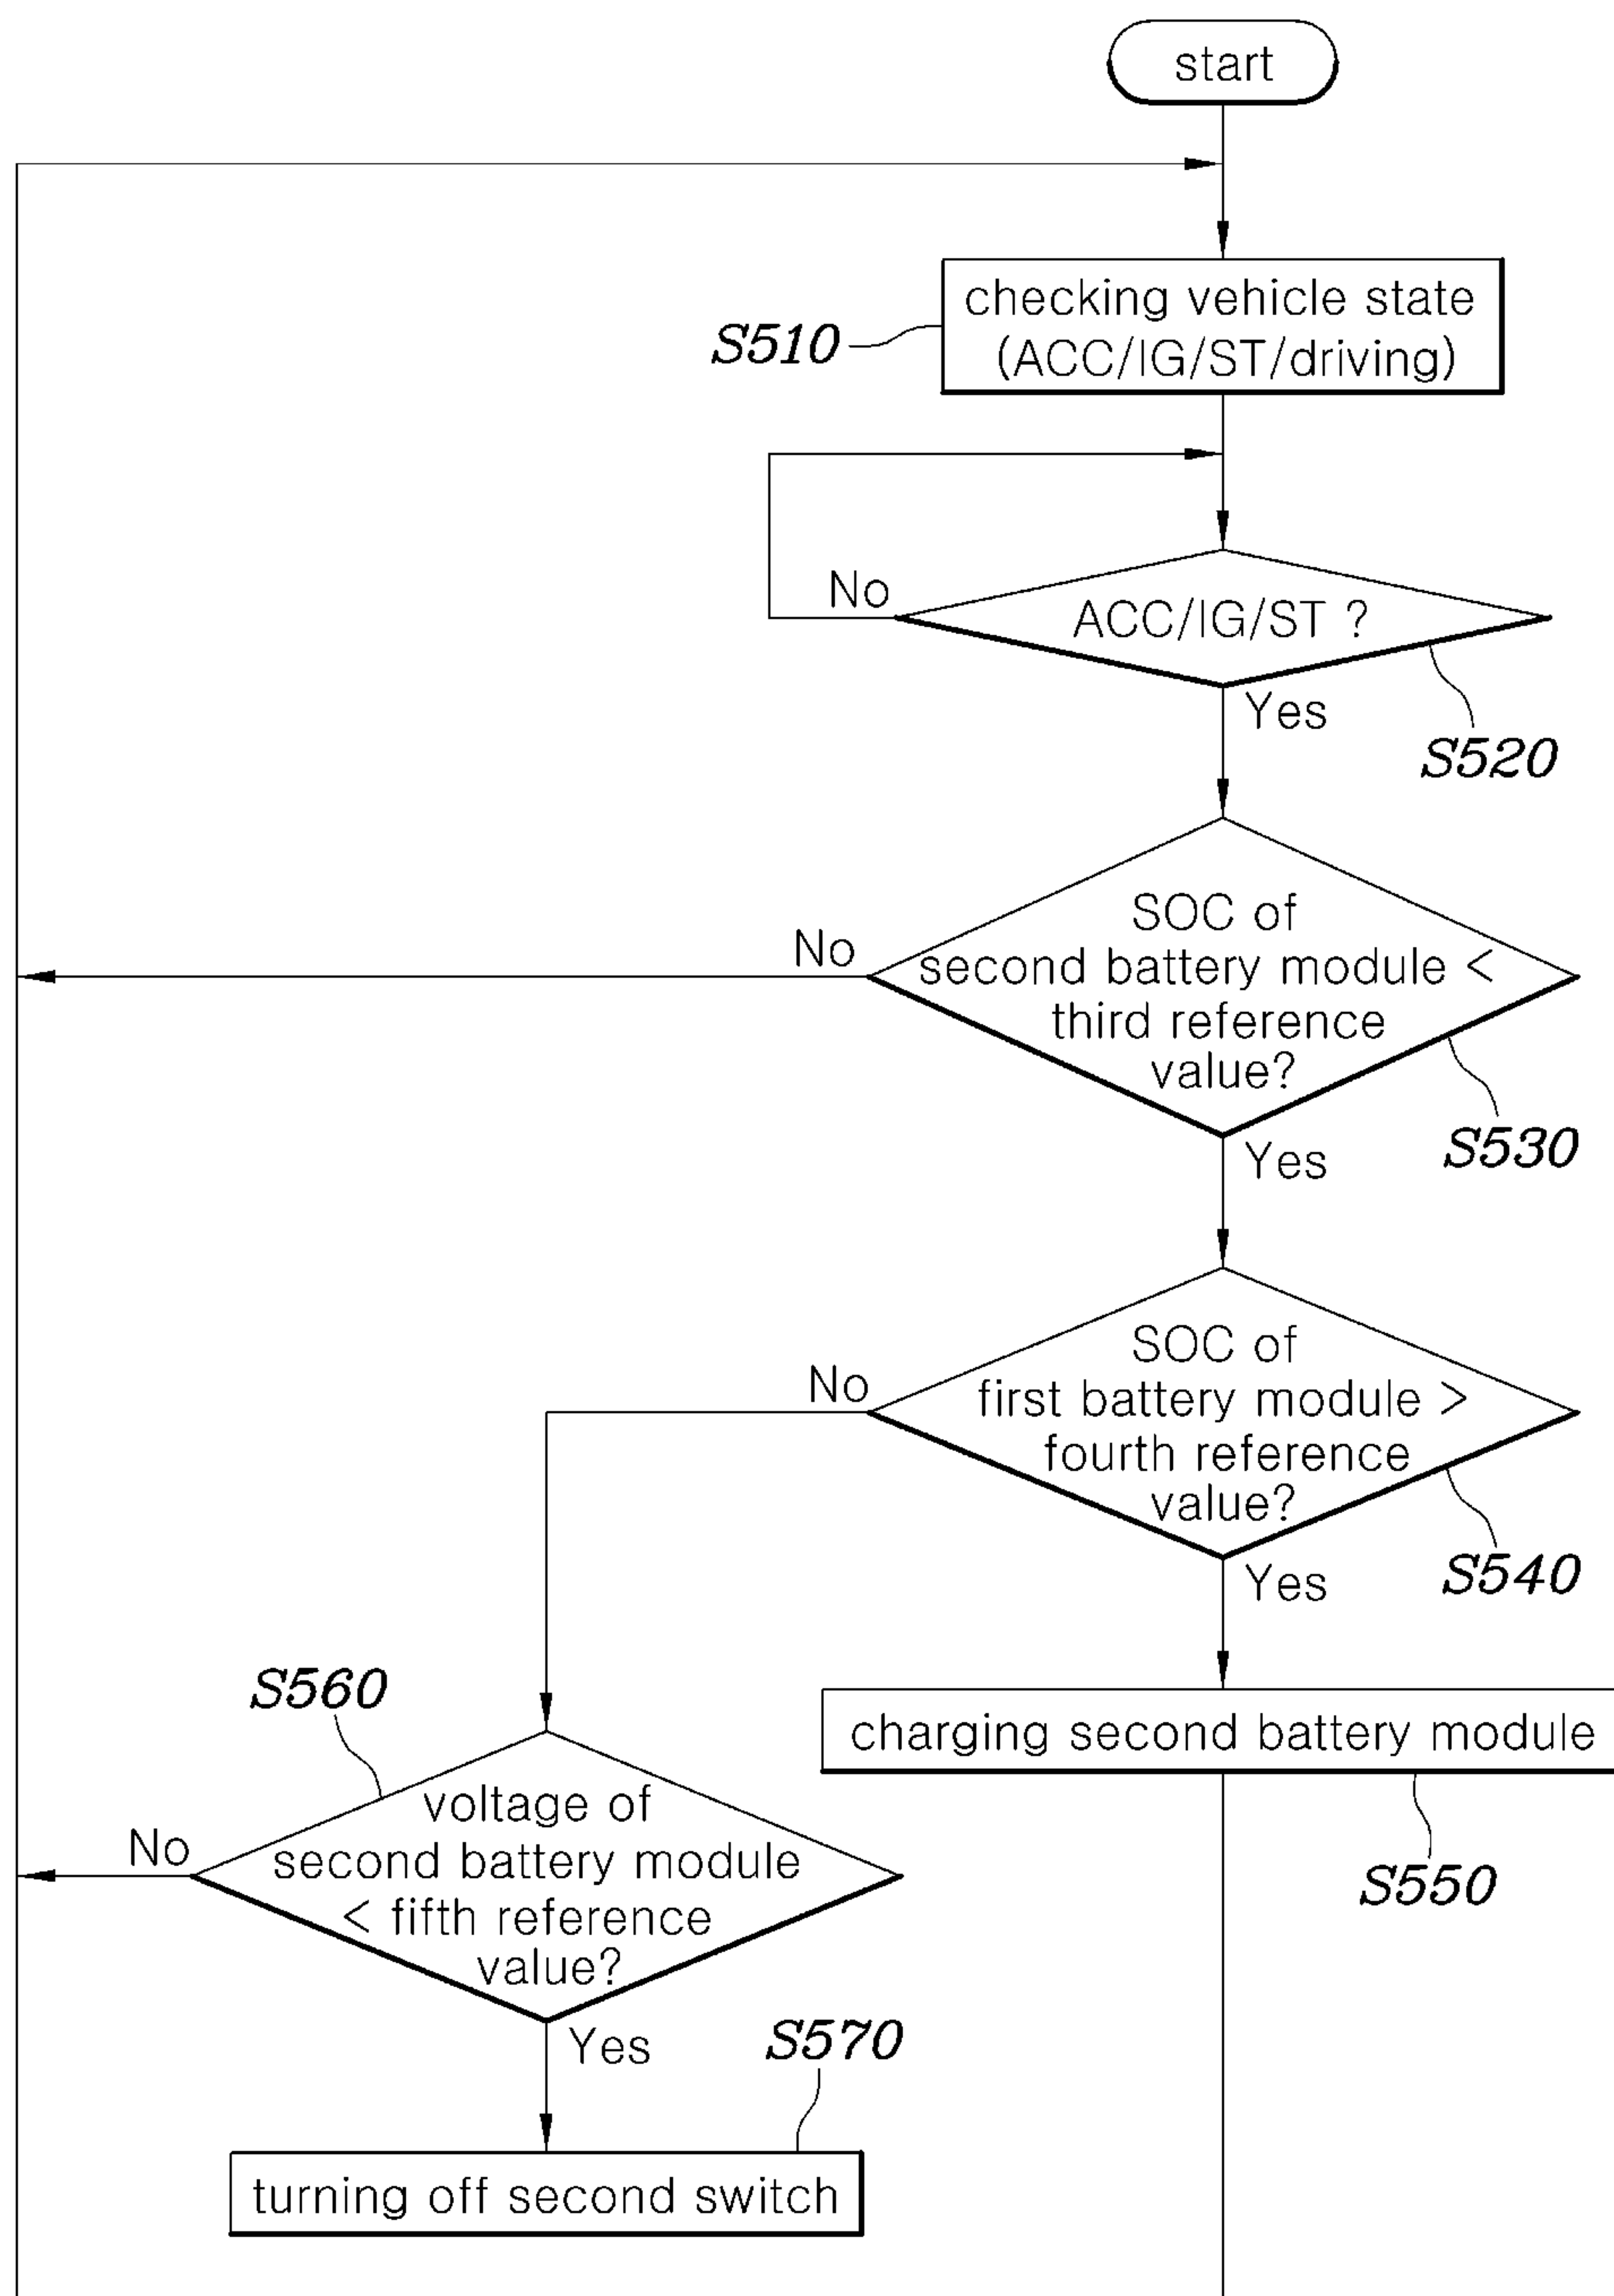 start
checking vehicle state
(ACC/IG/ST/driving)
S510
No
ACC/IG/ST ?
Yes
S520
No
SOC of
second battery module <
third reference
value?
Yes
S530
No
SOC of
first battery module >
fourth reference
value?
Yes
S540
S560
charging second battery module
S550
No
voltage of
second battery module
< fifth reference
value?
Yes
S570
turning off second switch